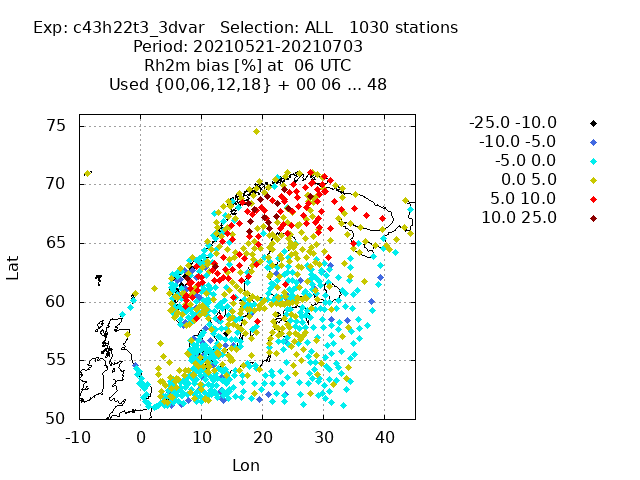 Exp: c43h22t3_3dvar Selection: ALL 1030 stations
Period: 20210521-20210703
Rh2m bias [%] at 06 UTC
Used {00,06,12,18} + 00 06 ... 48
-25.0 -10.0
-10.0 -5.0
-5.0 0.0
0.0 5.0
5.0 10.0
10.0 25.0
75
70
65
60
55
50
Lat
-10 0 10 20 30 40
Lon